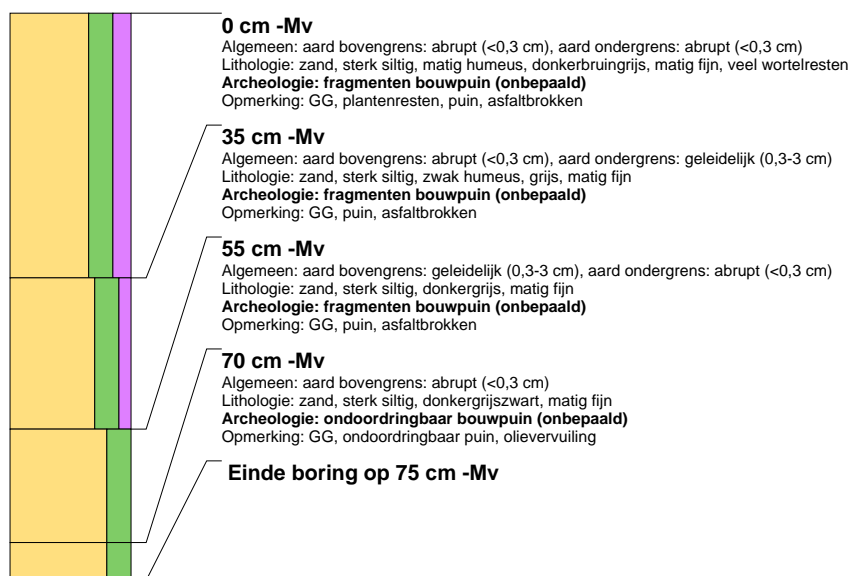 0 cm -Mv
Algemeen: aard bovengrens: abrupt (<0,3 cm), aard ondergrens: abrupt (<0,3 cm)
Lithologie: zand, sterk siltig, matig humeus, donkerbruingrijs, matig fijn, veel wortelresten
Archeologie: fragmenten bouwpuin (onbepaald)
Opmerking: GG, plantenresten, puin, asfaltbrokken
35 cm -Mv
Algemeen: aard bovengrens: abrupt (<0,3 cm), aard ondergrens: geleidelijk (0,3-3 cm)
Lithologie: zand, sterk siltig, zwak humeus, grijs, matig fijn
Archeologie: fragmenten bouwpuin (onbepaald)
Opmerking: GG, puin, asfaltbrokken
55 cm -Mv
Algemeen: aard bovengrens: geleidelijk (0,3-3 cm), aard ondergrens: abrupt (<0,3 cm)
Lithologie: zand, sterk siltig, donkergrijs, matig fijn
Archeologie: fragmenten bouwpuin (onbepaald)
Opmerking: GG, puin, asfaltbrokken
70 cm -Mv
Algemeen: aard bovengrens: abrupt (<0,3 cm)
Lithologie: zand, sterk siltig, donkergrijszwart, matig fijn
Archeologie: ondoordringbaar bouwpuin (onbepaald)
Opmerking: GG, ondoordringbaar puin, olievervuiling
Einde boring op 75 cm -Mv